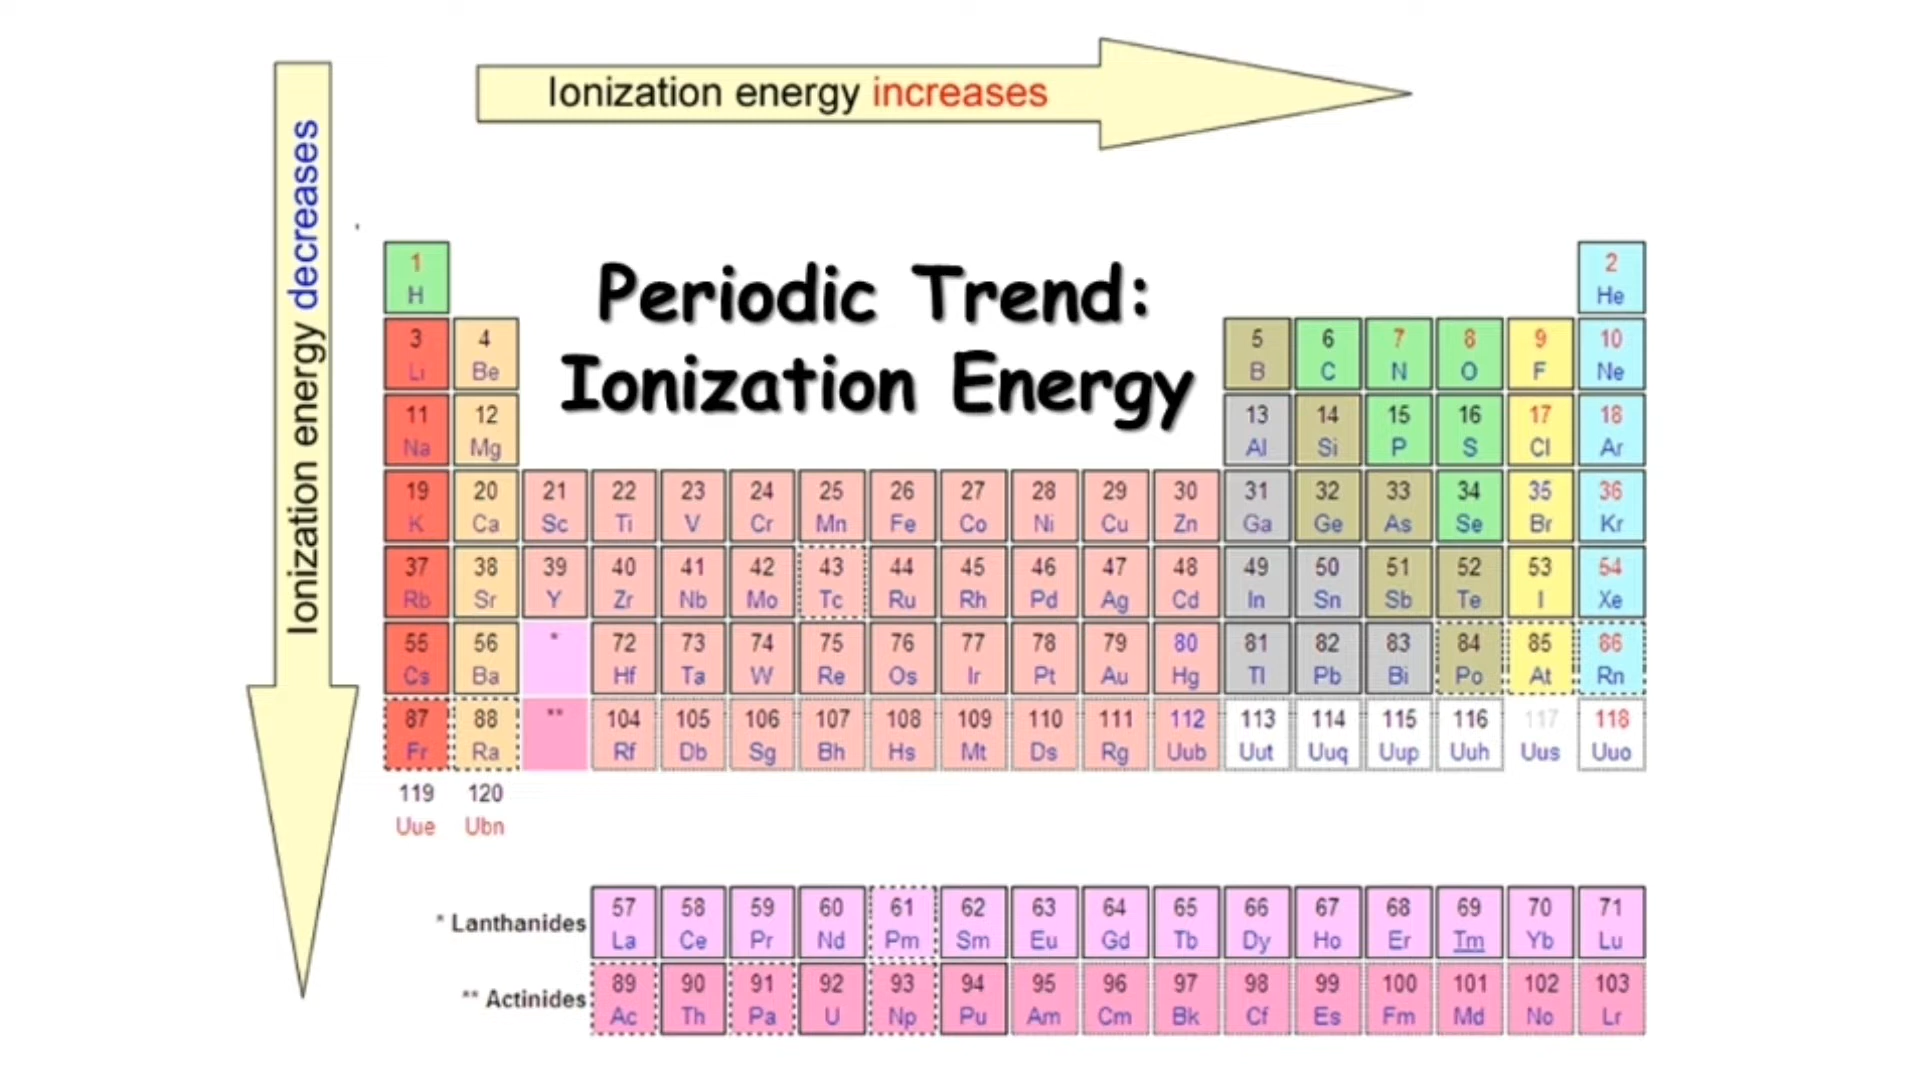 Ionization energy increases
Ionization energy decreases
Periodic Trend:
Ionization Energy
1 2
H He
3 4 5 6 7 8 9 10
Li Be B C N O F Ne
11 12 13 14 15 16 17 18
Na Mg Al Si P S Cl Ar
19 20 21 22 23 24 25 26 27 28 29 30 31 32 33 34 35 36
K Ca Sc Ti V Cr Mn Fe Co Ni Cu Zn Ga Ge As Se Br Kr
37 38 39 40 41 42 43 44 45 46 47 48 49 50 51 52 53 54
Rb Sr Y Zr Nb Mo Tc Ru Rh Pd Ag Cd In Sn Sb Te I Xe
55 56 * 72 73 74 75 76 77 78 79 80 81 82 83 84 85 86
Cs Ba Hf Ta W Re Os Ir Pt Au Hg Tl Pb Bi Po At Rn
87 88 ** 104 105 106 107 108 109 110 111 112 113 114 115 116 117 118
Fr Ra Rf Db Sg Bh Hs Mt Ds Rg Uub Uut Uuq Uup Uuh Uus Uuo
119 120
Uue Ubn
57 58 59 60 61 62 63 64 65 66 67 68 69 70 71
* Lanthanides
La Ce Pr Nd Pm Sm Eu Gd Tb Dy Ho Er Tm Yb Lu
89 90 91 92 93 94 95 96 97 98 99 100 101 102 103
** Actinides
Ac Th Pa U Np Pu Am Cm Bk Cf Es Fm Md No Lr